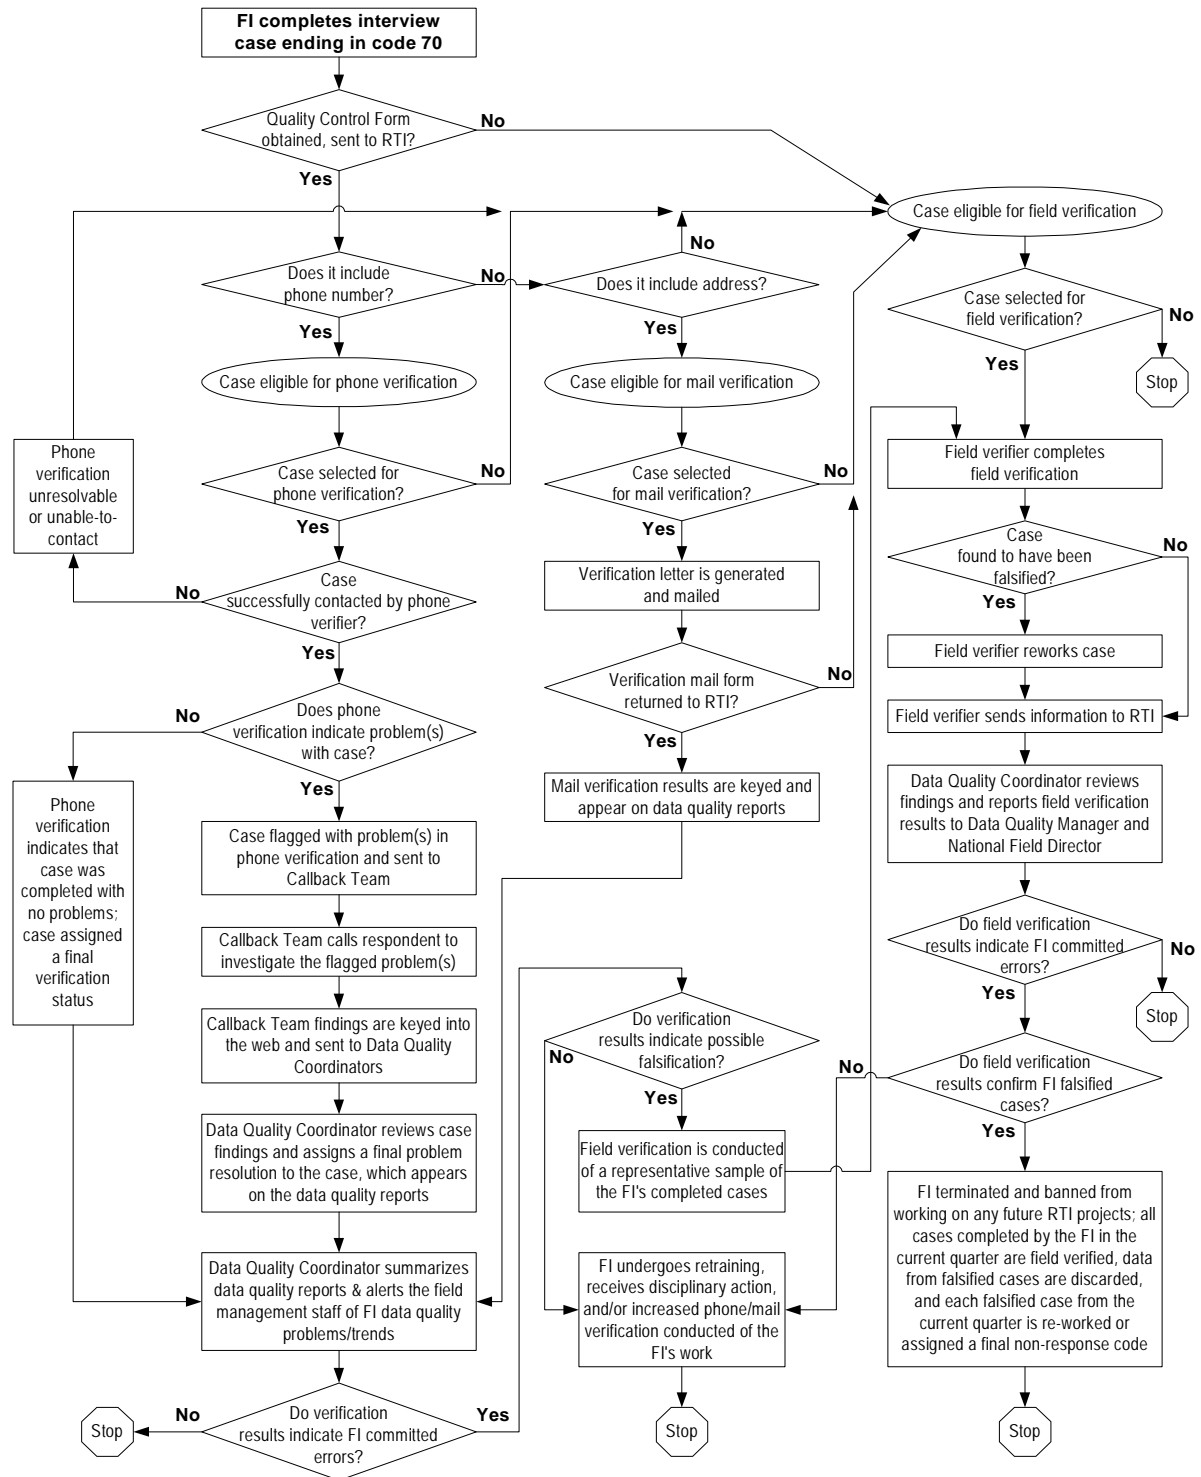 FI completes interview
case ending in code 70
Quality Control Form
obtained, sent to RTI?
No
Yes
Case eligible for field verification
Does it include
phone number?
No
Yes
Does it include address?
No
Yes
Case selected for
field verification?
No
Yes
Stop
Case eligible for phone verification
Case eligible for mail verification
Phone
verification
unresolvable
or unable-to-
contact
Case selected for
phone verification?
No
Yes
Case selected
for mail verification?
No
Yes
Field verifier completes
field verification
Case
successfully contacted by phone
verifier?
No
Yes
Verification letter is generated
and mailed
Case
found to have been
falsified?
No
Yes
Verification mail form
returned to RTI?
No
Yes
Field verifier reworks case
Field verifier sends information to RTI
Does phone
verification indicate problem(s)
with case?
No
Yes
Mail verification results are keyed and
appear on data quality reports
Data Quality Coordinator reviews
findings and reports field verification
results to Data Quality Manager and
National Field Director
Phone
verification
indicates that
case was
completed with
no problems;
case assigned
a final
verification
status
Case flagged with problem(s) in
phone verification and sent to
Callback Team
Callback Team calls respondent to
investigate the flagged problem(s)
Do field verification
results indicate FI committed
errors?
No
Yes
Stop
Callback Team findings are keyed into
the web and sent to Data Quality
Coordinators
Do verification
results indicate possible
falsification?
No
Yes
Do field verification
results confirm FI falsified
cases?
No
Yes
Data Quality Coordinator reviews case
findings and assigns a final problem
resolution to the case, which appears
on the data quality reports
Field verification is conducted
of a representative sample of
the FI's completed cases
FI terminated and banned from
working on any future RTI projects; all
cases completed by the FI in the
current quarter are field verified, data
from falsified cases are discarded,
and each falsified case from the
current quarter is re-worked or
assigned a final non-response code
Data Quality Coordinator summarizes
data quality reports & alerts the field
management staff of FI data quality
problems/trends
FI undergoes retraining,
receives disciplinary action,
and/or increased phone/mail
verification conducted of the
FI's work
Do verification
results indicate FI committed
errors?
No
Yes
Stop
Stop
Stop